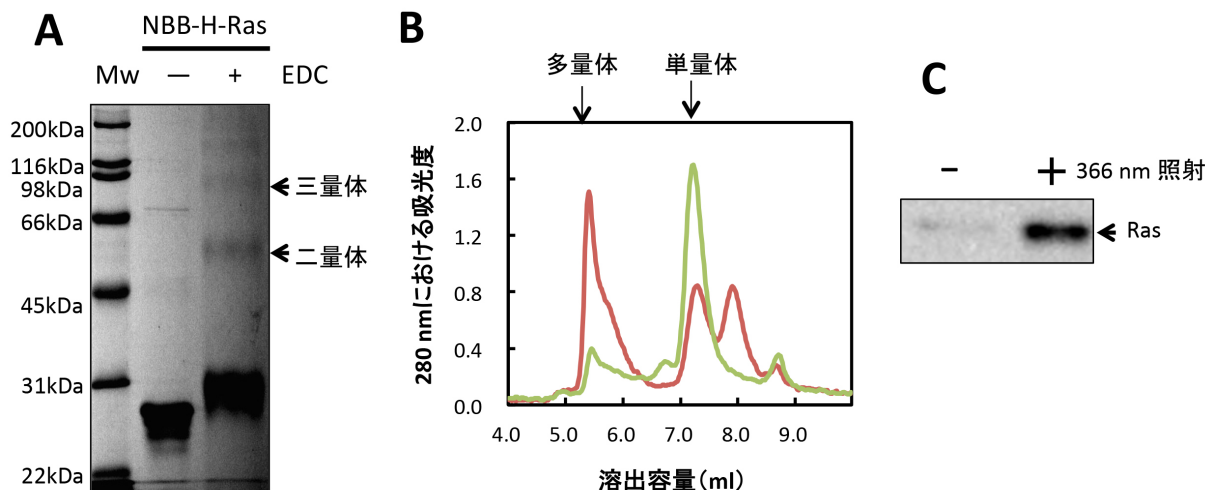 A
NBB-H-Ras
Mw — + EDC
200kDa
116kDa
98kDa
66kDa
45kDa
31kDa
22kDa
三量体
二量体
B
多量体 単量体
280 nmにおける吸光度
2.0
1.6
1.2
0.8
0.4
0.0
4.0 5.0 6.0 7.0 8.0 9.0
溶出容量(ml)
C
- + 366 nm 照射
Ras